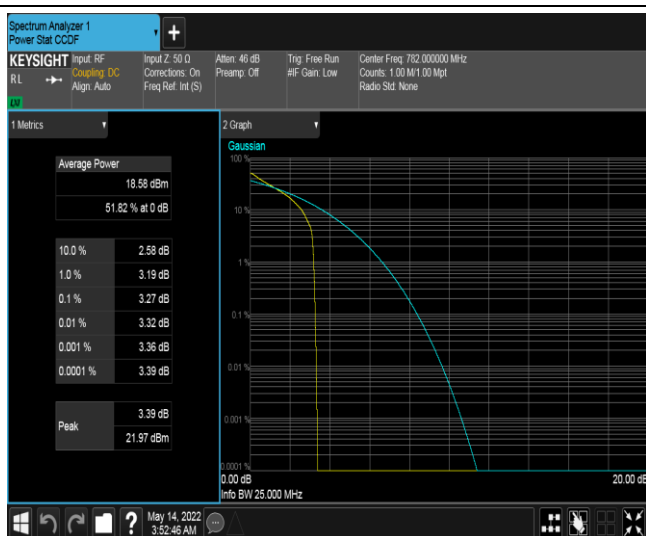 Spectrum Analyzer 1
Power Stat CCDF
+
KEYSIGHT
RL
Input: RF
Coupling: DC
Align: Auto
Input Z: 50 Ω
Corrections: On
Freq Ref: Int (S)
Atten: 46 dB
Preamp: Off
Trig: Free Run
#IF Gain: Low
Center Freq: 782.000000 MHz
Counts: 1.00 M/1.00 Mpt
Radio Std: None
1 Metrics
Average Power
18.58 dBm
51.82 % at 0 dB
10.0 % 2.58 dB
1.0 % 3.19 dB
0.1 % 3.27 dB
0.01 % 3.32 dB
0.001 % 3.36 dB
0.0001 % 3.39 dB
Peak
3.39 dB
21.97 dBm
2 Graph
Gaussian
100 %
10 %
1 %
0.1 %
0.01 %
0.001 %
0.0001 %
0.00 dB 20.00 dB
Info BW 25.000 MHz
?
May 14, 2022
3:52:46 AM